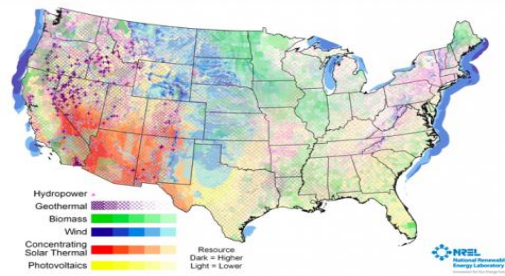 Hydropower
Geothermal
Biomass
Wind
Concentrating
Solar Thermal
Photovoltaics
Resource
Dark = Higher
Light = Lower
NREL
National Renewable
Energy Laboratory